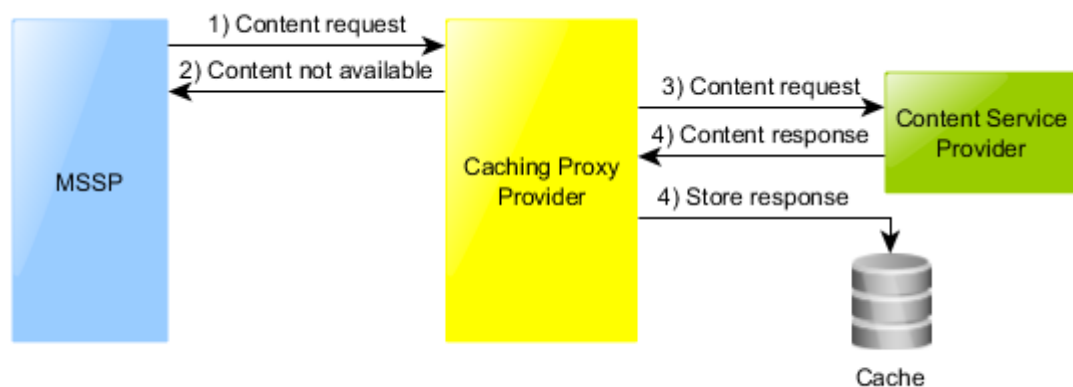 1) Content request
2) Content not available
3) Content request
Content Service
Provider
4) Content response
MSSP
Caching Proxy
Provider
4) Store response
Cache